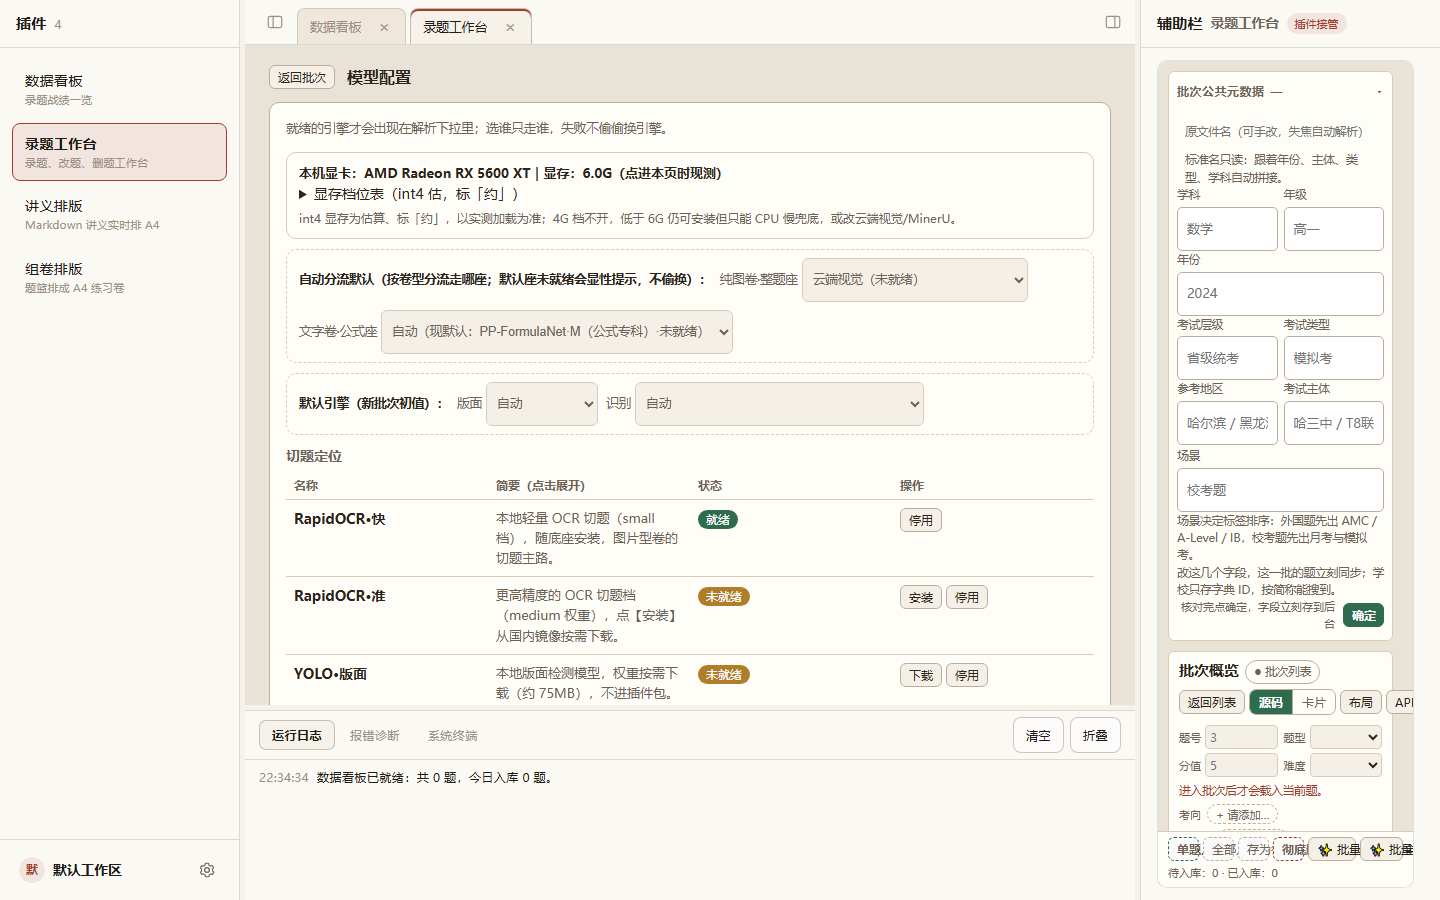 插件 4
数据看板
录题战绩一览
录题工作台
录题、改题、删题工作台
讲义排版
Markdown 讲义实时排 A4
组卷排版
题篮排成 A4 练习卷
默 默认工作区
数据看板 ×
录题工作台 ×
返回批次 模型配置
就绪的引擎才会出现在解析下拉里；选谁只走谁，失败不偷偷换引擎。
本机显卡：AMD Radeon RX 5600 XT | 显存：6.0G（点进本页时现测）
▶ 显存档位表（int4 估，标「约」）
int4 显存为估算、标「约」，以实测加载为准；4G 档不开，低于 6G 仍可安装但只能 CPU 慢兜底，或改云端视觉/MinerU。
自动分流默认（按卷型分流走哪座；默认座未就绪会显性提示，不偷换）： 纯图卷·整题座 云端视觉（未就绪）
文字卷·公式座 自动（现默认：PP-FormulaNet-M（公式专科）·未就绪）
默认引擎（新批次初值）： 版面 自动 识别 自动
切题定位
名称 简要（点击展开） 状态 操作
RapidOCR•快 本地轻量 OCR 切题（small 就绪 停用
档），随底座安装，图片型卷的
切题主路。
RapidOCR•准 更高精度的 OCR 切题档 未就绪 安装 停用
（medium 权重），点【安装】
从国内镜像按需下载。
YOLO•版面 本地版面检测模型，权重按需下 未就绪 下载 停用
载（约 75MB），不进插件包。
运行日志 报错诊断 系统终端 清空 折叠
22:34:34 数据看板已就绪：共 0 题，今日入库 0 题。
辅助栏 录题工作台 插件接管
批次公共元数据 —
原文件名（可手改，失焦自动解析）
标准名只读：跟着年份、主体、类
型、学科自动拼接。
学科 年级
数学 高一
年份
2024
考试层级 考试类型
省级统考 模拟考
参考地区 考试主体
哈尔滨 / 黑龙 哈三中 / T8联
场景
校考题
场景决定标签排序：外国题先出 AMC /
A-Level / IB，校考题先出月考与模拟
考。
改这几个字段，这一批的题立刻同步；学
校只存字典 ID，按简称能搜到。
核对完点确定，字段立刻存到后
台 确定
批次概览 ● 批次列表
返回列表 源码 卡片 布局 API
题号 3 题型
分值 5 难度
进入批次后才会载入当前题。
考向 + 请添加...
单题 全部 存为 彻底 ✨ 批量 ✨ 批量
待入库：0 · 已入库：0